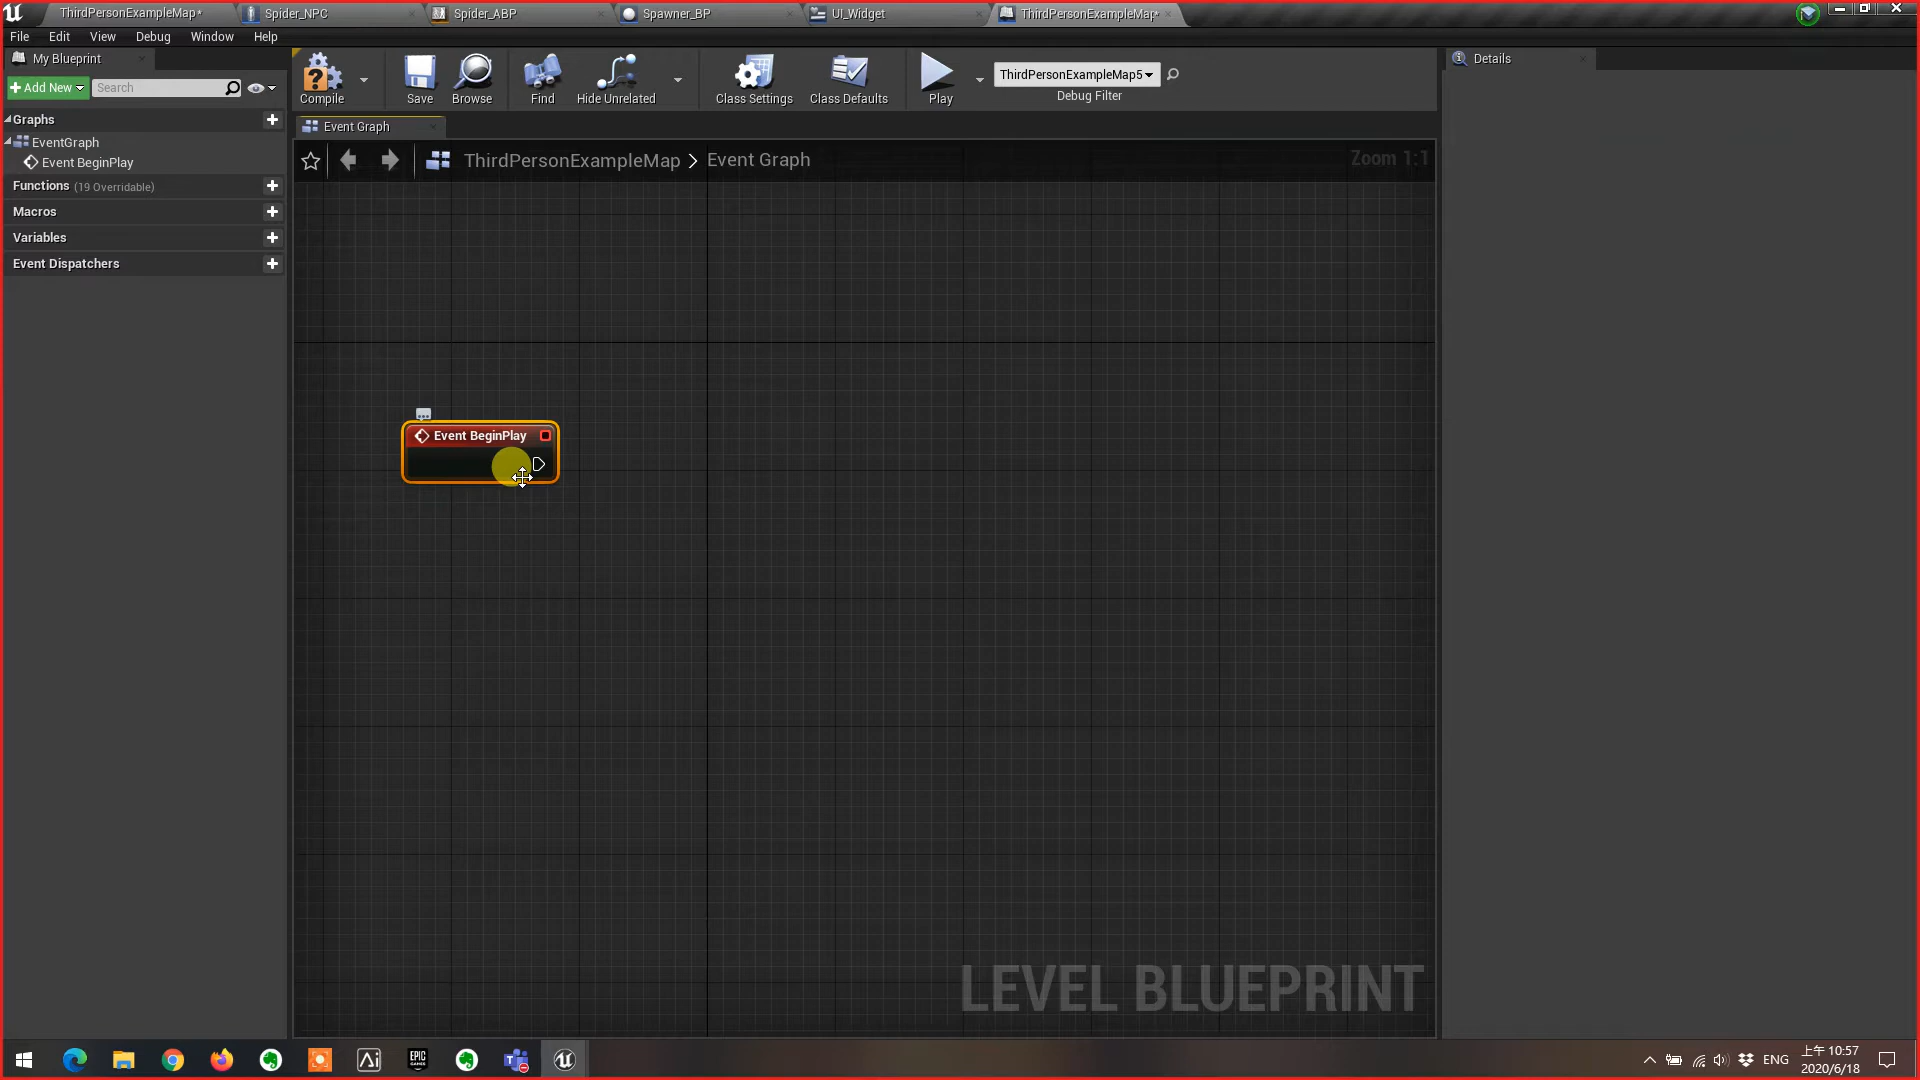 ThirdPersonExampleMap*
Spider_NPC
Spider_ABP
Spawner_BP
UI_Widget
ThirdPersonExampleMap*
File Edit View Debug Window Help
My Blueprint
Add New
Search
Graphs
EventGraph
Event BeginPlay
Functions (19 Overridable)
Macros
Variables
Event Dispatchers
Compile
Save
Browse
Find
Hide Unrelated
Class Settings
Class Defaults
Play
ThirdPersonExampleMap5
Debug Filter
Details
Event Graph
ThirdPersonExampleMap > Event Graph
Zoom 1:1
Event BeginPlay
LEVEL BLUEPRINT
EPIC
GAMES
ENG
上午 10:57
2020/6/18